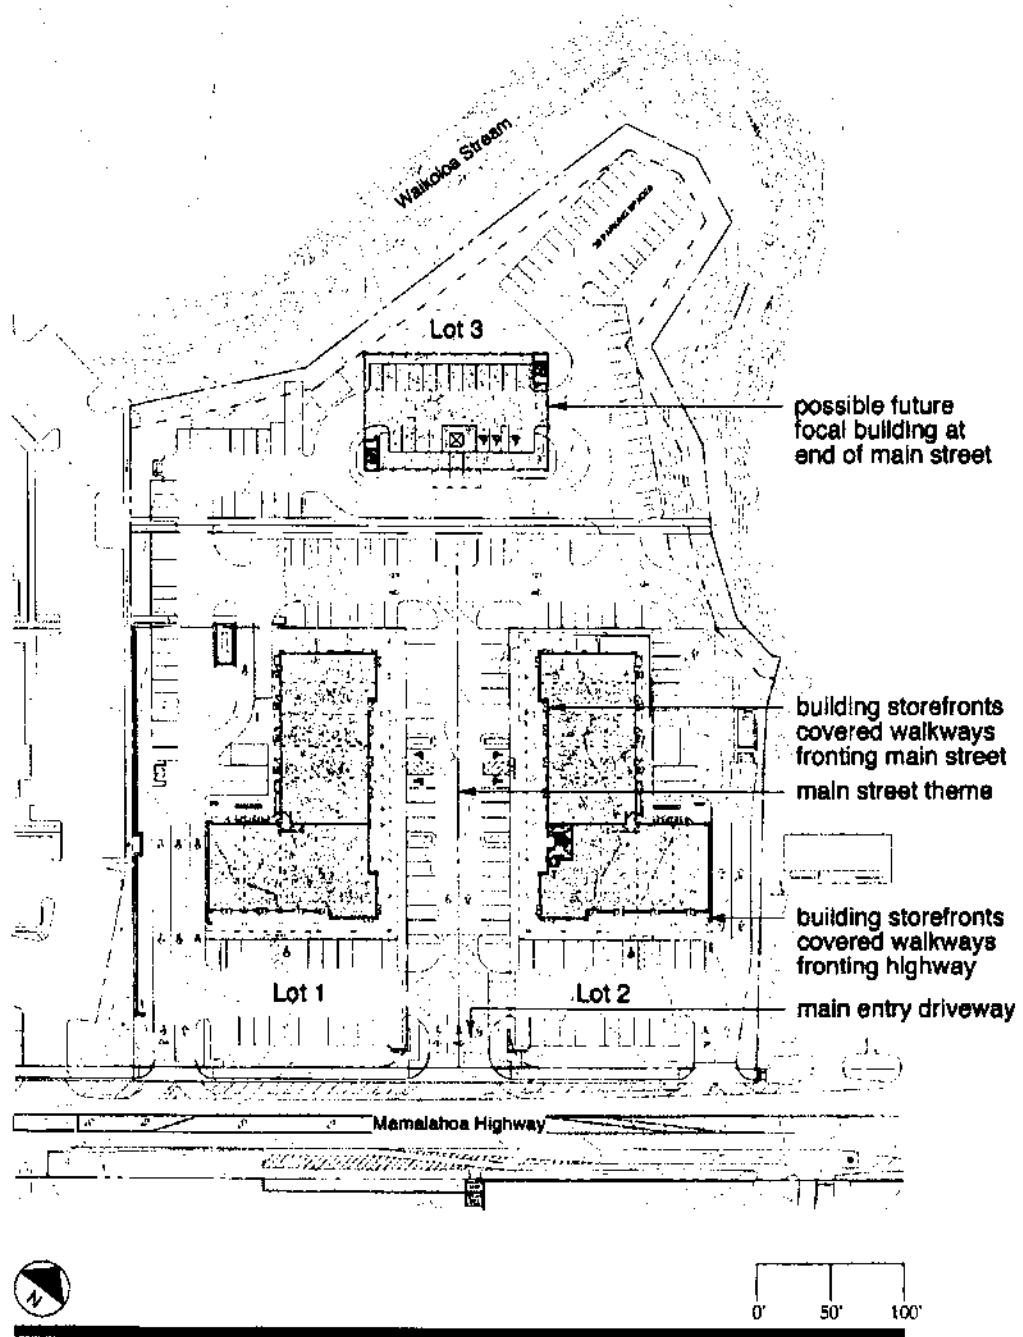 Waikoloa Stream
Lot 3
possible future
focal building at
end of main street
building storefronts
covered walkways
fronting main street
main street theme
building storefronts
covered walkways
fronting highway
Lot 1
Lot 2
main entry driveway
Mamalahoa Highway
N
0'
50'
100'